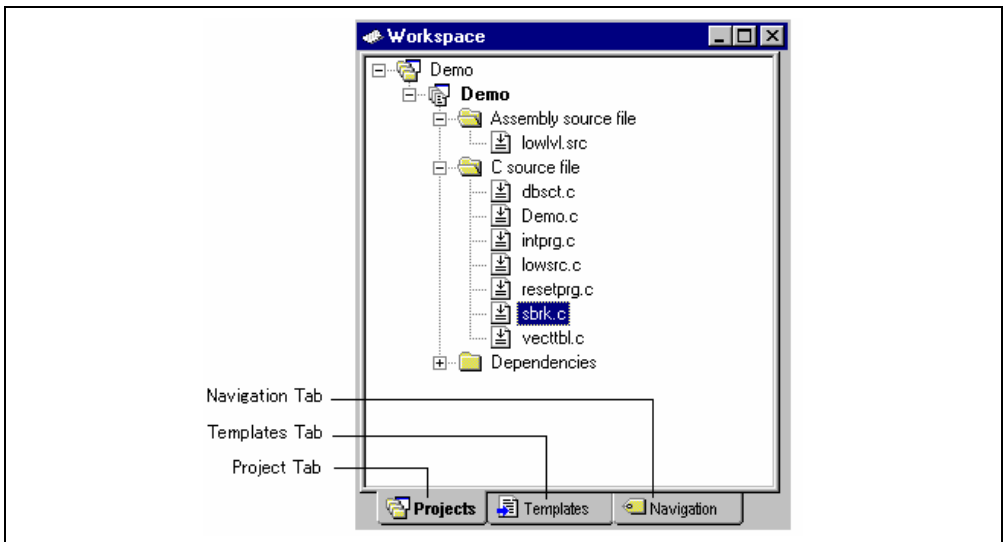 Workspace
Demo
Demo
Assembly source file
lowlvl.src
C source file
dbsct.c
Demo.c
intprg.c
lowsrc.c
resetprg.c
sbrk.c
vecttbl.c
Dependencies
Navigation Tab
Templates Tab
Project Tab
Projects Templates Navigation